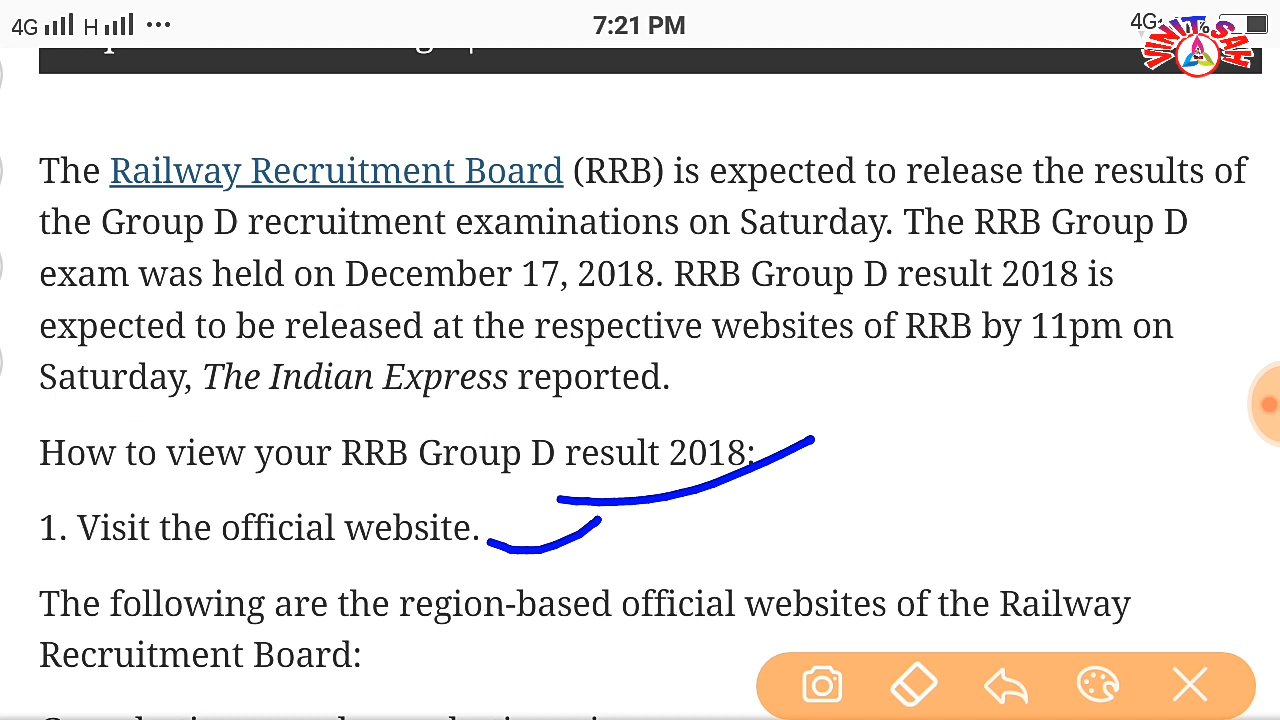 4G H ... 7:21 PM 4G
VINIT SAH
The Railway Recruitment Board (RRB) is expected to release the results of
the Group D recruitment examinations on Saturday. The RRB Group D
exam was held on December 17, 2018. RRB Group D result 2018 is
expected to be released at the respective websites of RRB by 11pm on
Saturday, The Indian Express reported.
How to view your RRB Group D result 2018:
1. Visit the official website.
The following are the region-based official websites of the Railway
Recruitment Board: